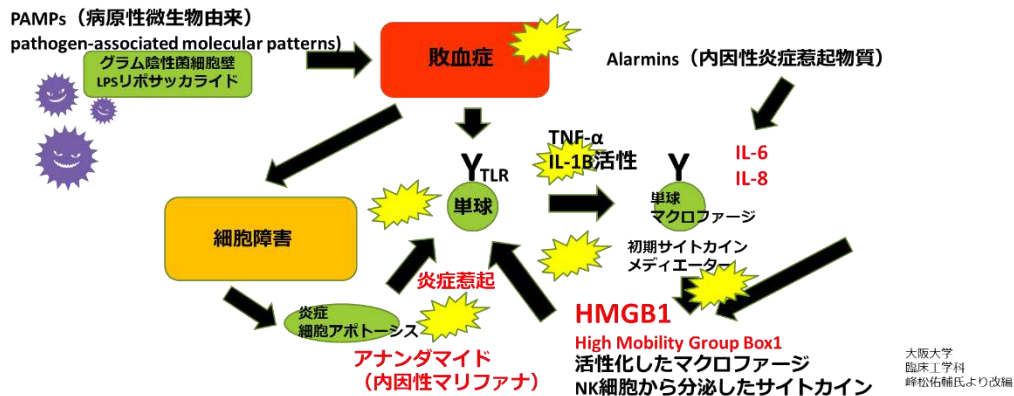 PAMPs（病原性微生物由来）
pathogen-associated molecular patterns)
グラム陰性菌細胞壁
LPSリポサッカライド
敗血症
Alarmins（内因性炎症惹起物質）
TNF-α
IL-1B活性
TLR
単球
IL-6
IL-8
単球
マクロファージ
細胞障害
初期サイトカイン
メディエーター
炎症惹起
炎症
細胞アポトーシス
アナンダマイド
（内因性マリファナ）
HMGB1
High Mobility Group Box1
活性化したマクロファージ
NK細胞から分泌したサイトカイン
大阪大学
臨床工学科
峰松佑輔氏より改編